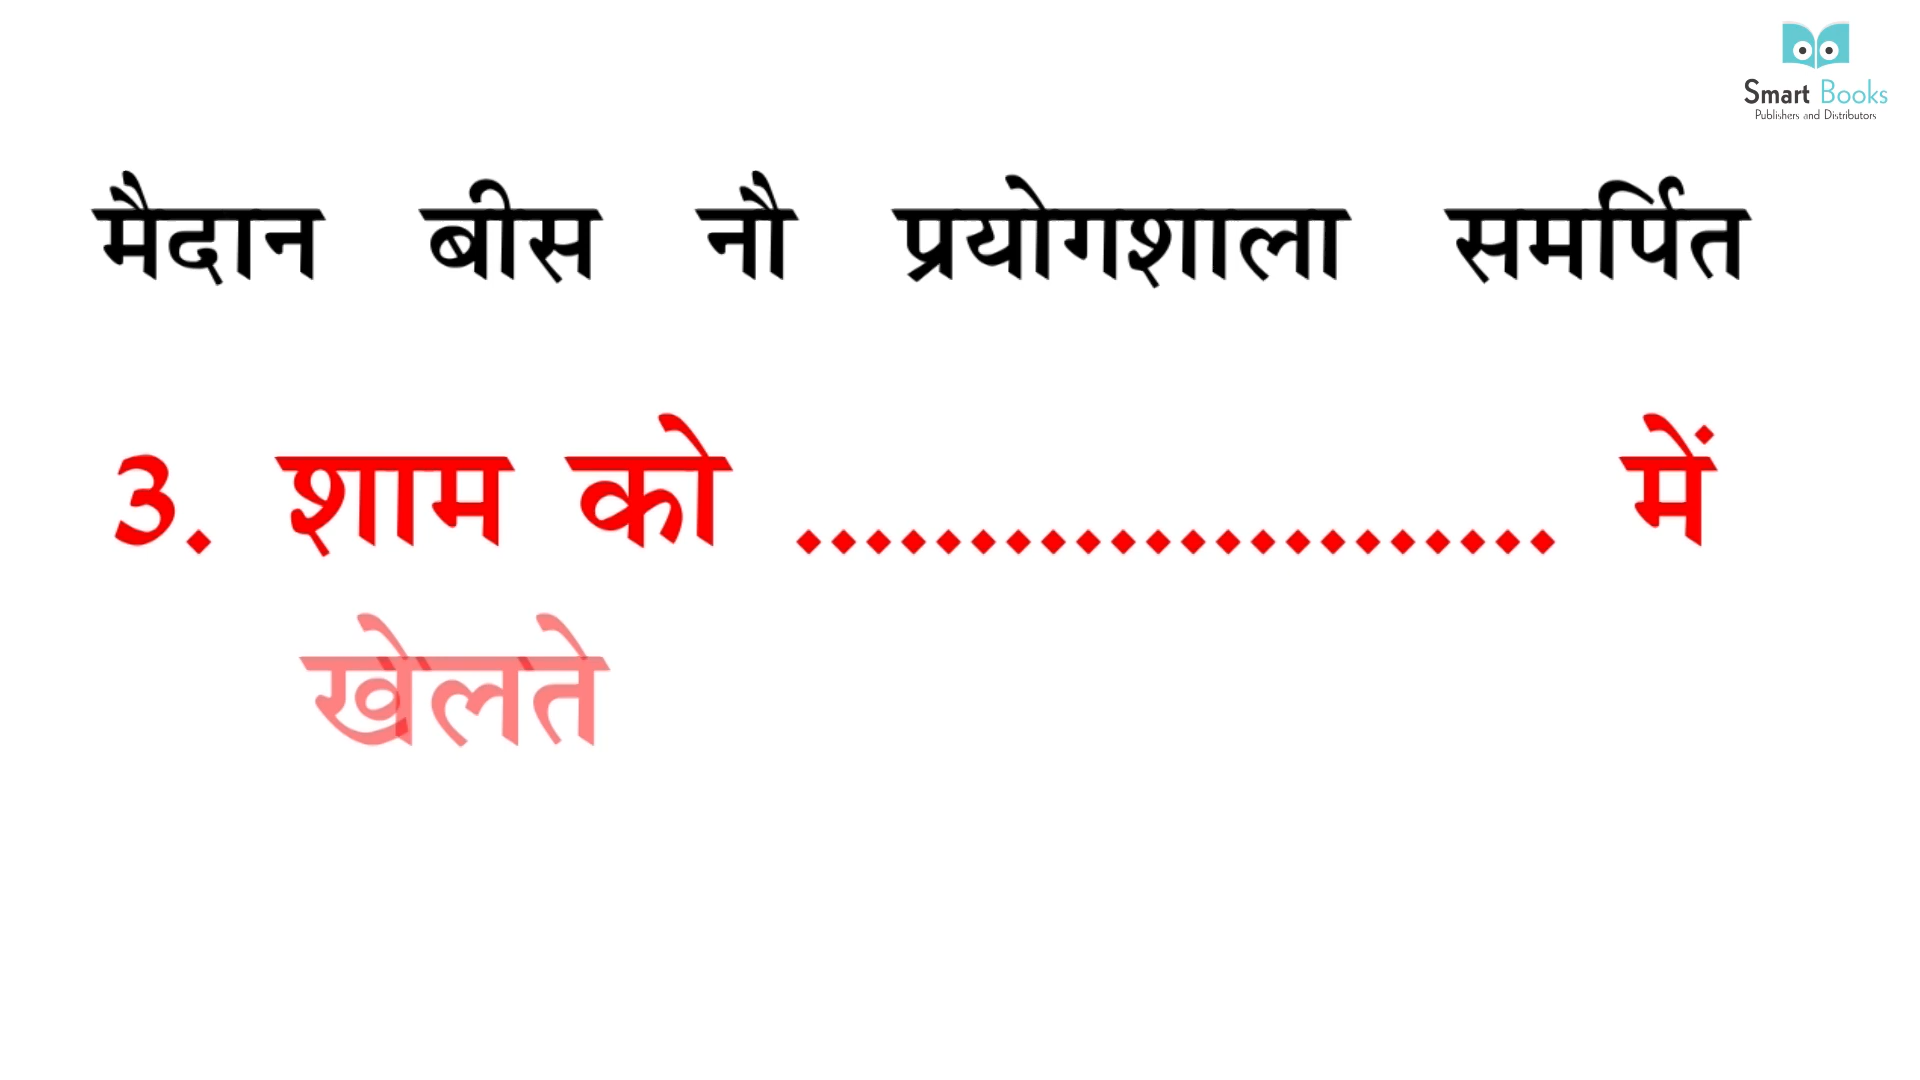 Smart Books
Publishers and Distributors
मैदान बीस नौ प्रयोगशाला समर्पित
3. शाम को ...................... में
खेलते